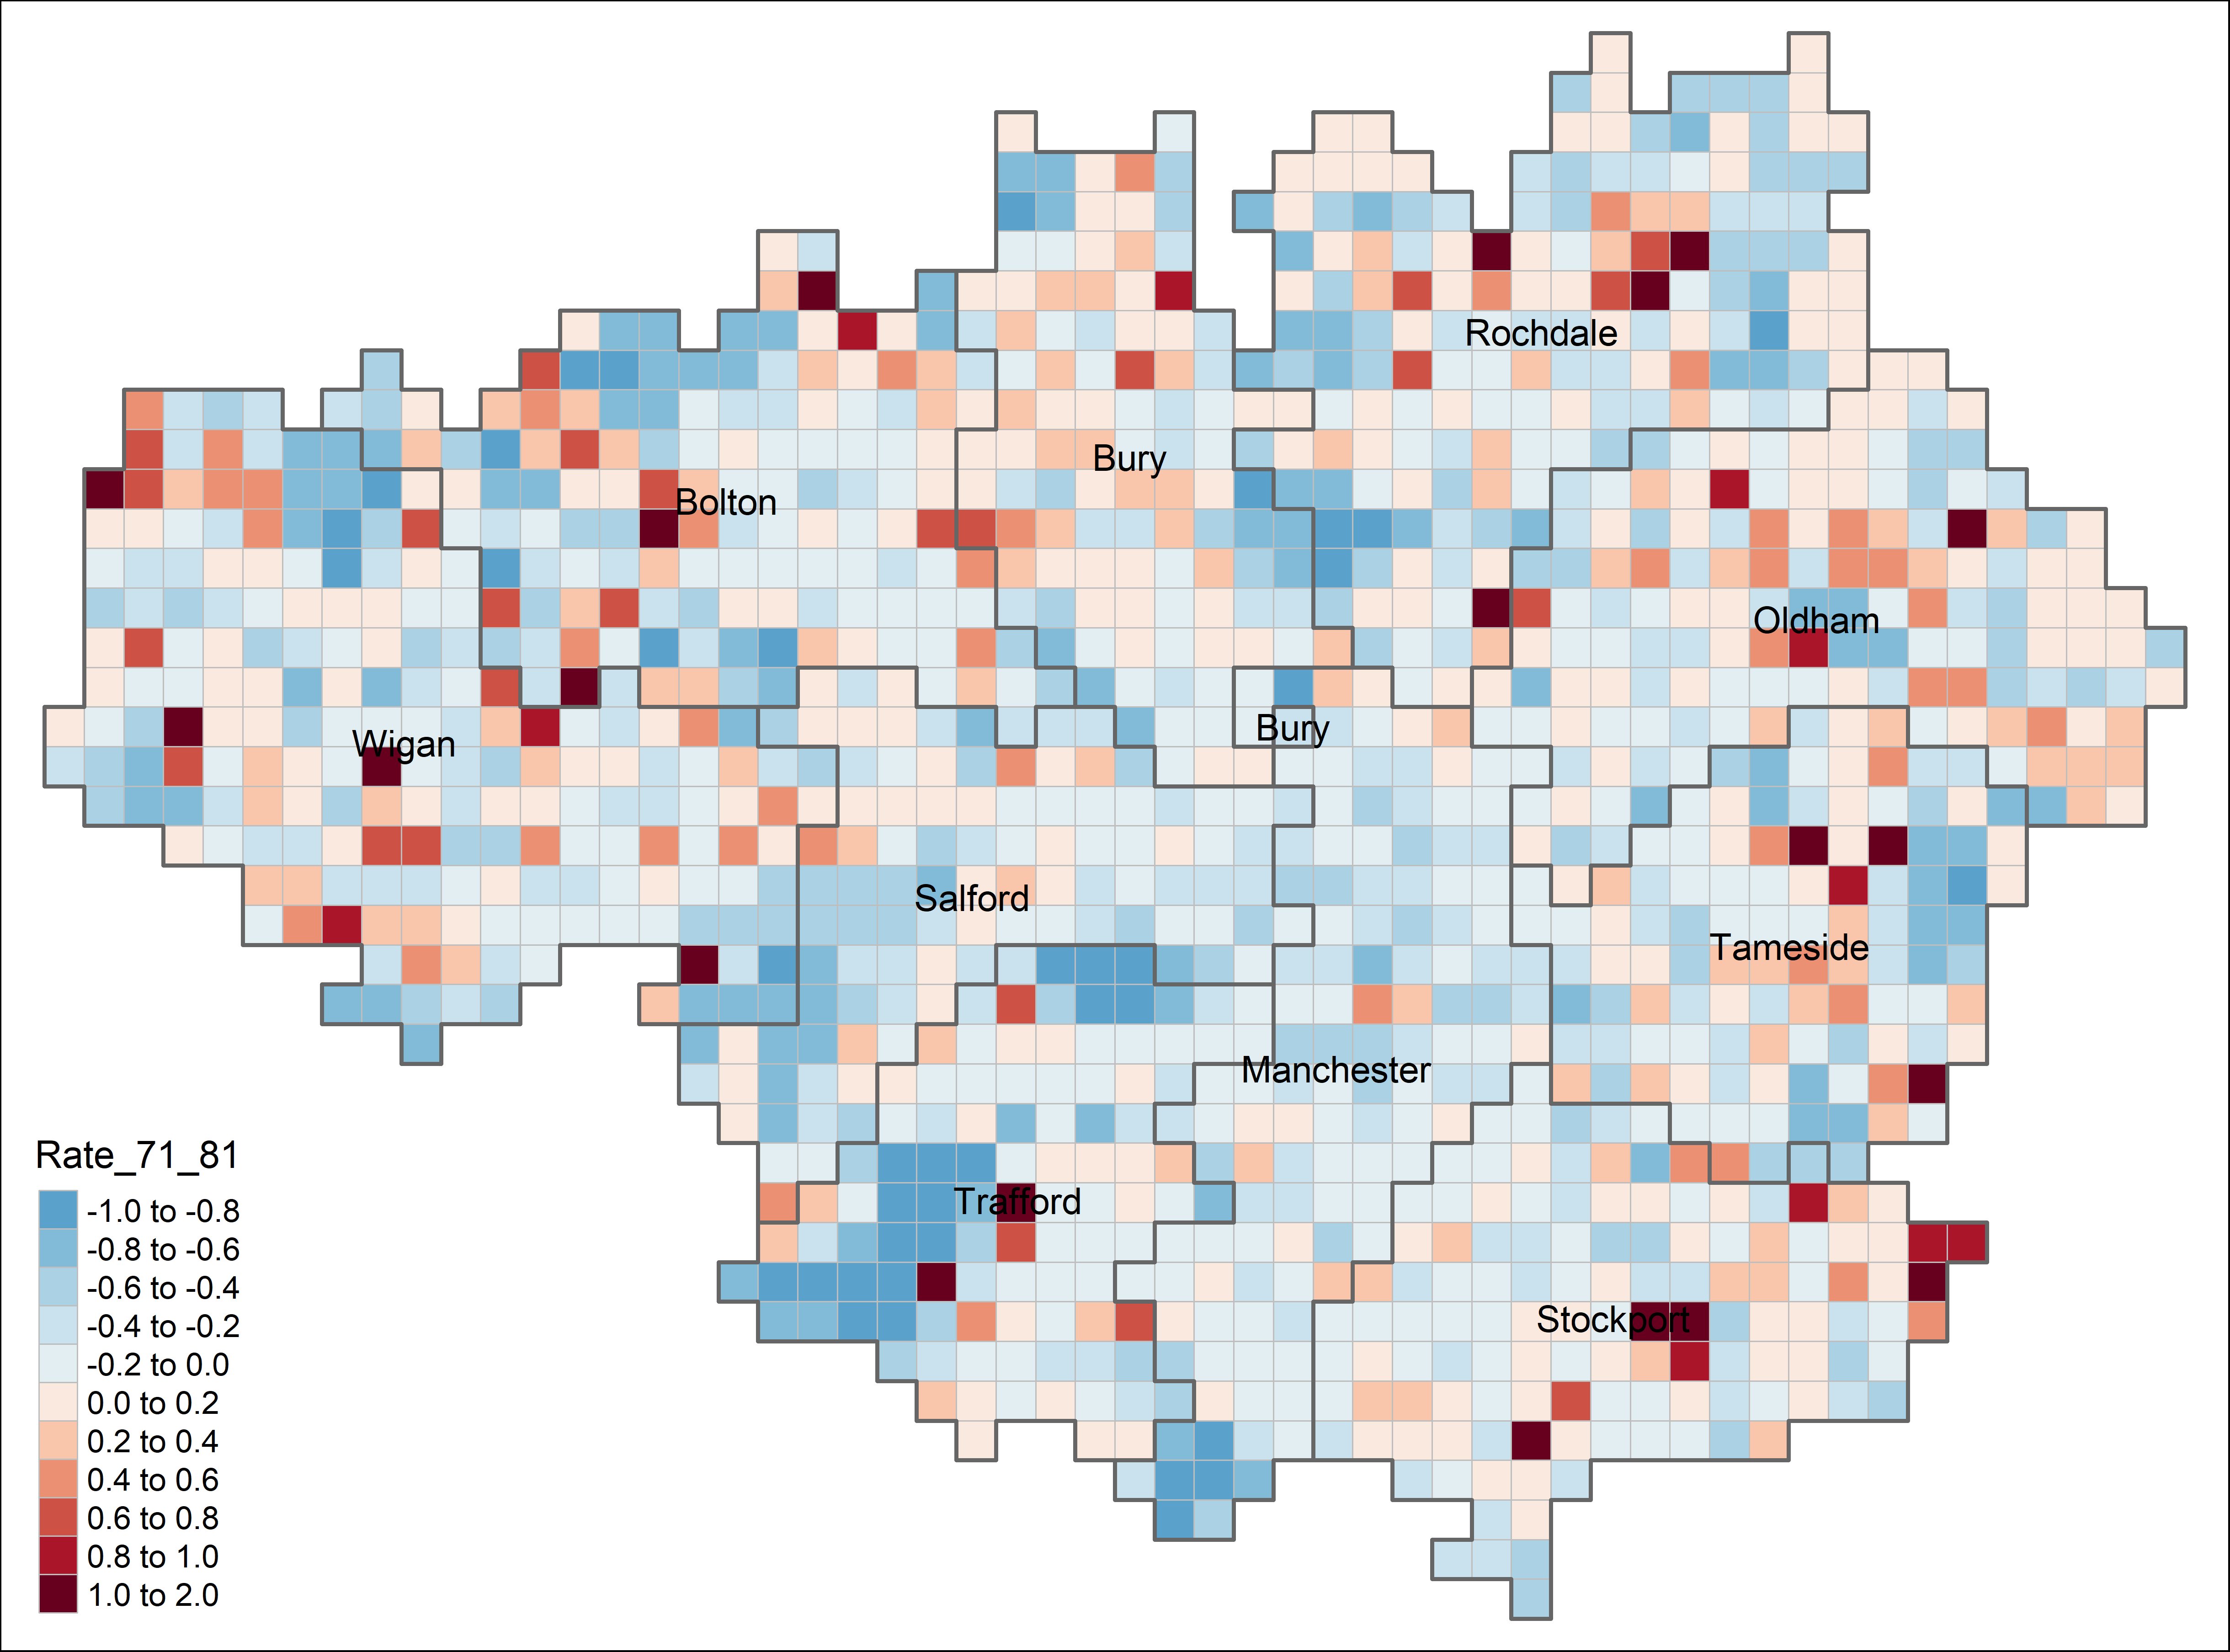 Rochdale
Bury
Bolton
Oldham
Bury
Wigan
Salford
Tameside
Manchester
Trafford
Stockport
Rate_71_81
-1.0 to -0.8
-0.8 to -0.6
-0.6 to -0.4
-0.4 to -0.2
-0.2 to 0.0
0.0 to 0.2
0.2 to 0.4
0.4 to 0.6
0.6 to 0.8
0.8 to 1.0
1.0 to 2.0